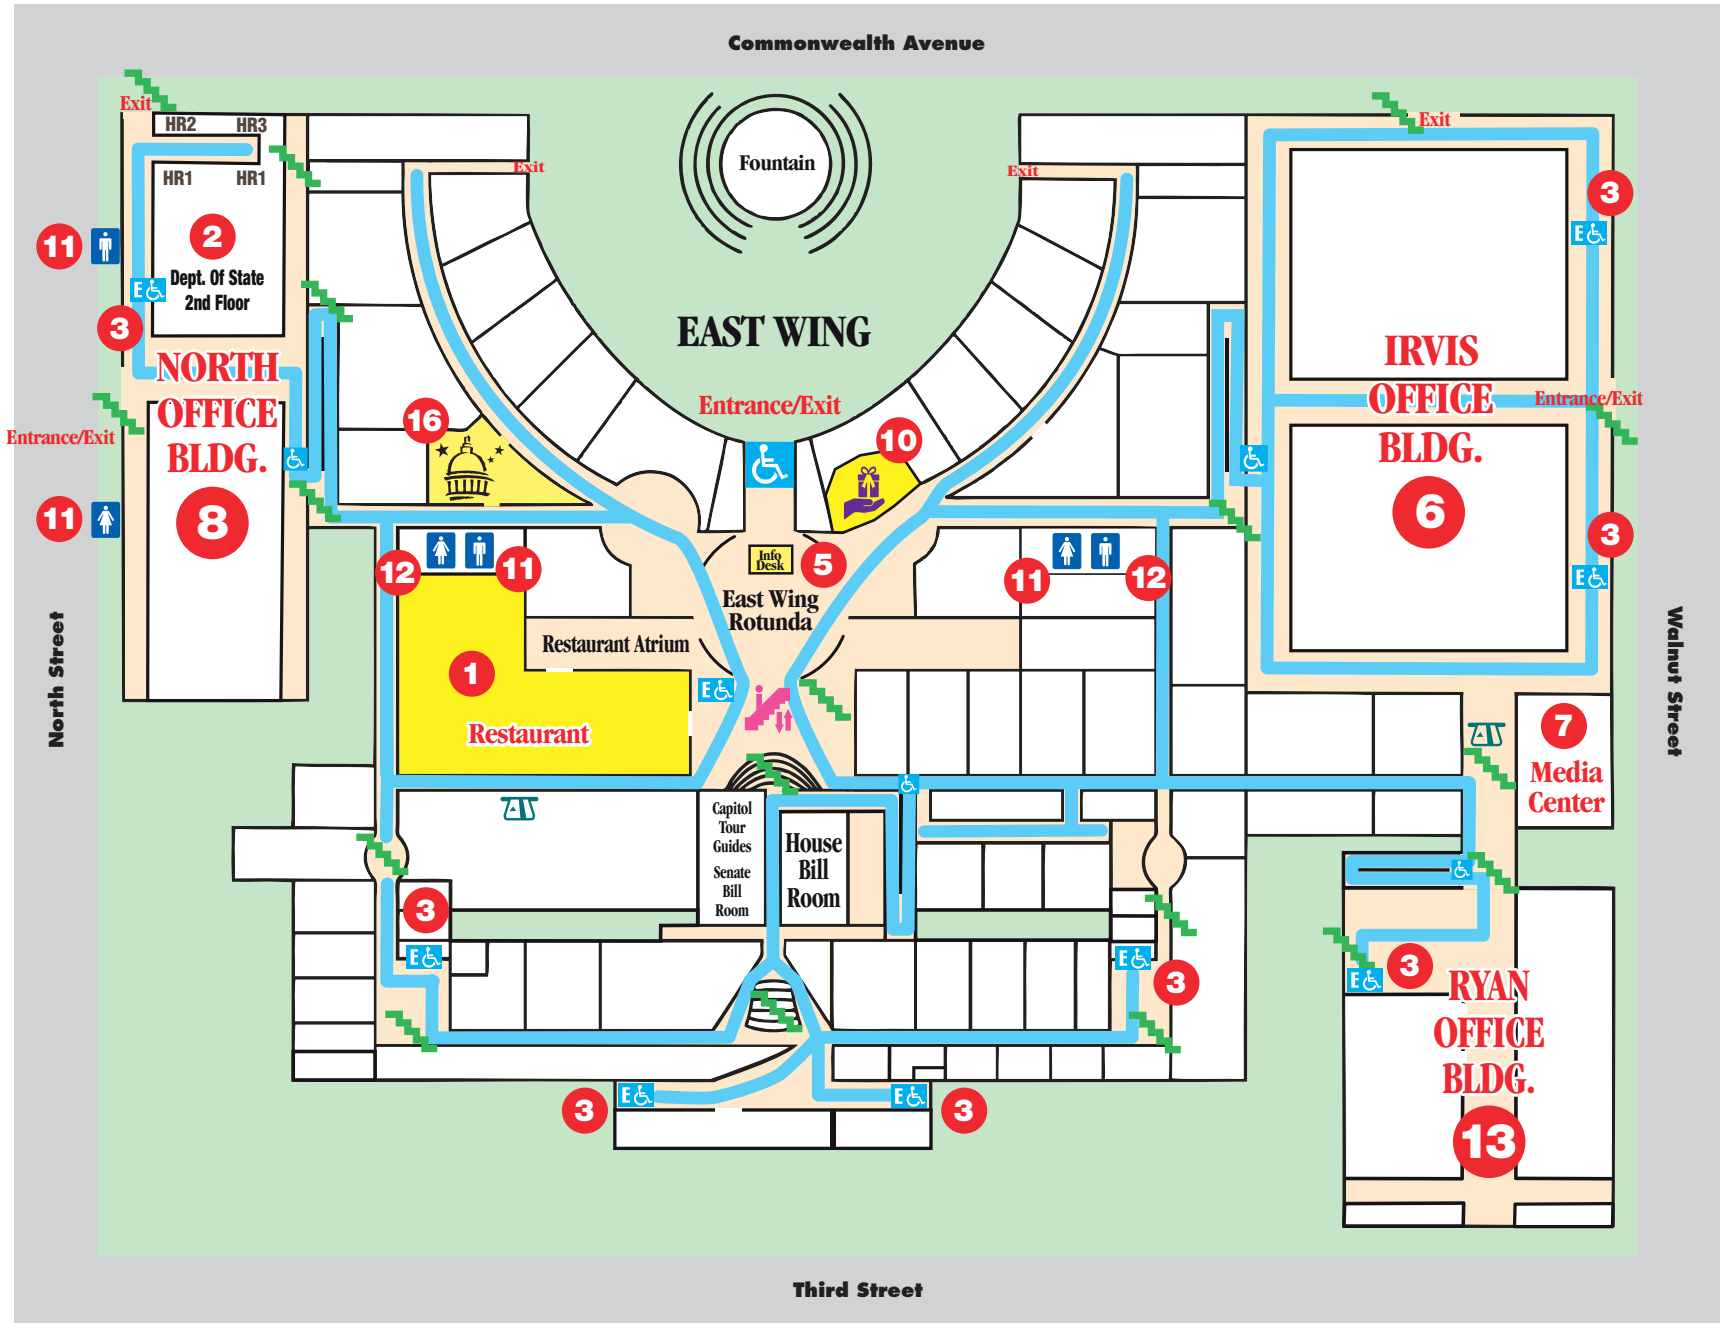 Commonwealth Avenue
Exit
Exit
HR2 HR3
HR1 HR1
Fountain
Exit
Exit
3
11
2
E
Dept. Of State
2nd Floor
E
3
EAST WING
IRVIS
OFFICE
BLDG.
6
NORTH
OFFICE
BLDG.
8
Entrance/Exit
Entrance/Exit
Entrance/Exit
16
10
11
12
11
Info
Desk
5
11
12
3
E
East Wing
Rotunda
Restaurant Atrium
North Street
Walnut Street
1
Restaurant
E
7
Media
Center
Capitol
Tour
Guides
Senate
Bill
Room
House
Bill
Room
3
E
E
3
3
E
RYAN
OFFICE
BLDG.
13
3
E
E
3
Third Street